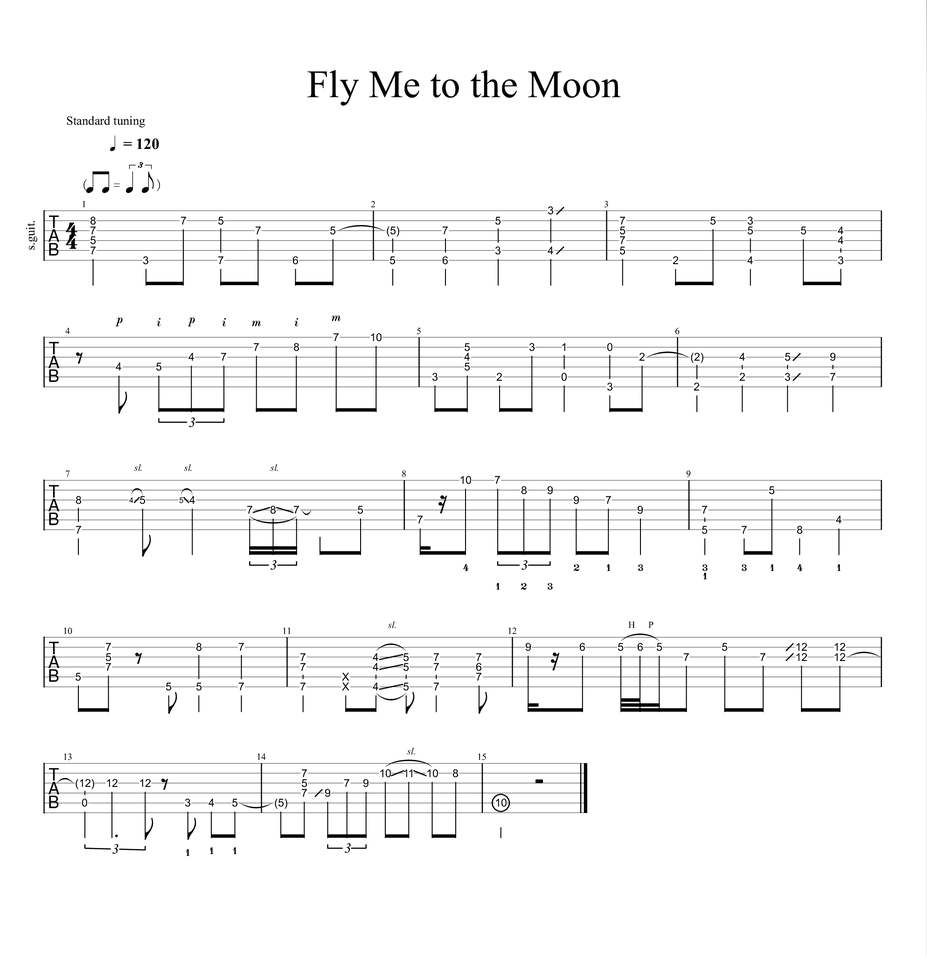 Fly Me to the Moon
Standard tuning
= 120
3
( = )
1 2 3
s.guit.
3
T 8 7 5 5 7 5 3
4 7 7 5 (5) 7 5 5 5 4
A 4 5 7 4
B 7 3 4 5
3 7 6 5 6 2 4 3
p i p i m i m
4 5 6
7 10
T 7 8 5 3 1 0
A 4 7 4 2 (2) 4 5 9
4 5 5
B 3 2 0 2 3 7
3 2
3
sl. sl. sl.
7 8 9
10 7
T 8 9 5
A 8 4 5 5 4 9 7
7 8 7 5 9 7
B 7 4
7 5 7 8
3 4 3 2 1 3 3 3 1 4 1
1 2 3 1
sl. H P
10 11 12
T 7 8 7 9 6 5 6 5 5 12 12
A 5 7 4 5 7 7 7 7 12 12
7 7 4 5 7 6
B 5 X 7
5 5 7 7 X 4 5 7
sl.
13 14 15
T 7 10 11 10 8
A (12) 12 12 5 7 9
7 9
B 0 3 4 5 (5) 10
3 1 1 1 3